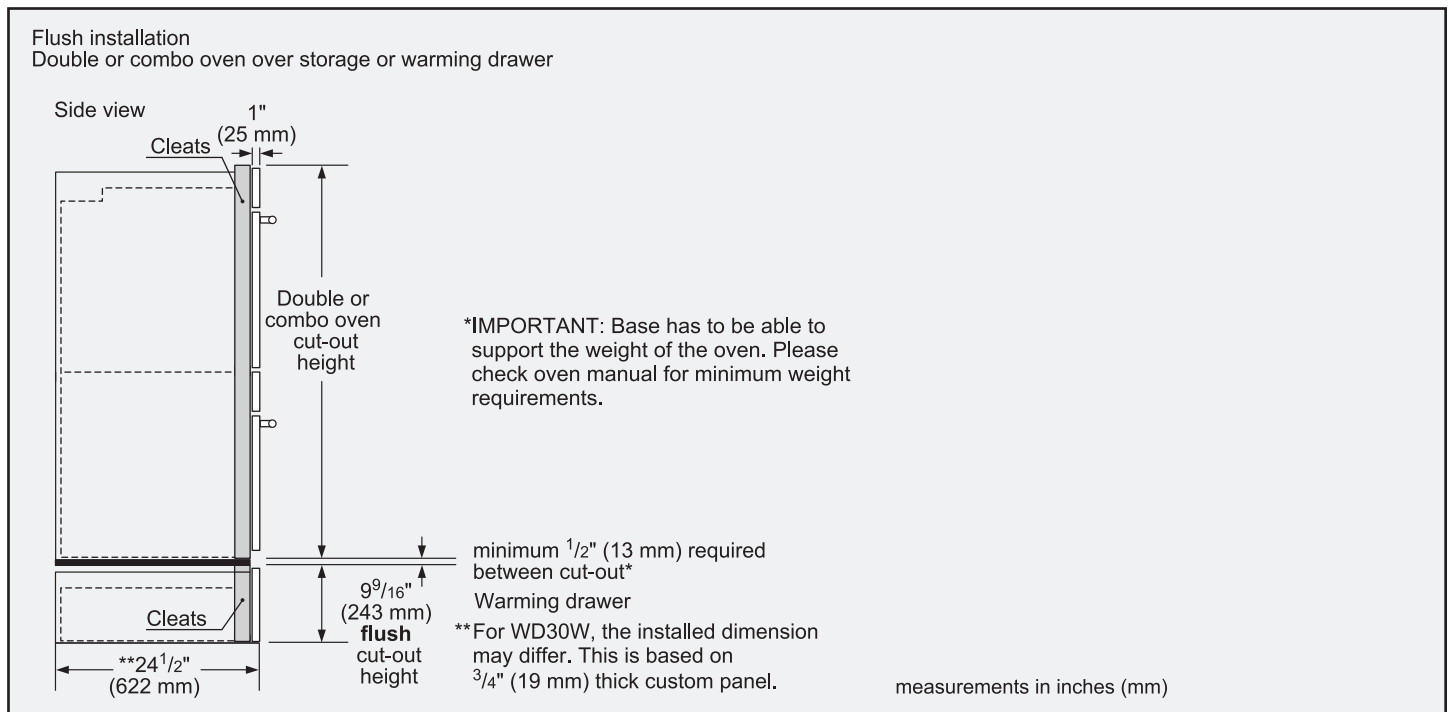 Flush installation
Double or combo oven over storage or warming drawer
Side view
1"
(25 mm)
Cleats
Double or
combo oven
cut-out
height
*IMPORTANT: Base has to be able to
support the weight of the oven. Please
check oven manual for minimum weight
requirements.
minimum 1/2" (13 mm) required
between cut-out*
Warming drawer
9 9/16"
(243 mm)
flush
cut-out
height
Cleats
**24 1/2"
(622 mm)
**For WD30W, the installed dimension
may differ. This is based on
3/4" (19 mm) thick custom panel.
measurements in inches (mm)